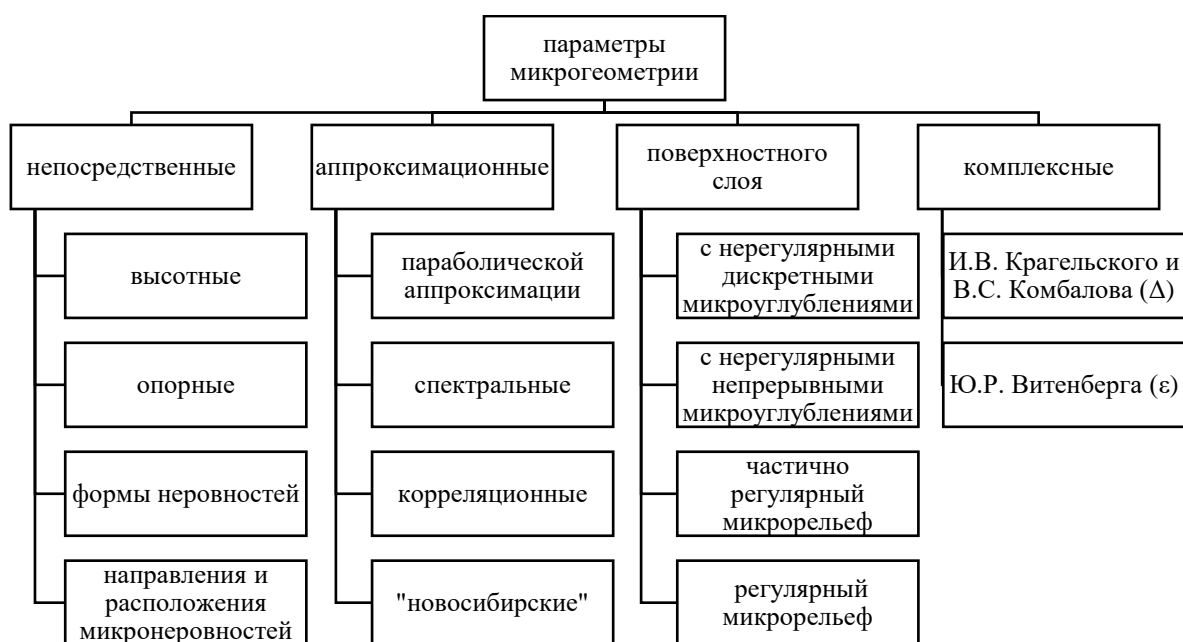 параметры
микрогеометрии
непосредственные
аппроксимационные
поверхностного
слоя
комплексные
высотные
опорные
формы неровностей
направления и
расположения
микронеровностей
параболической
аппроксимации
спектральные
корреляционные
"новосибирские"
с нерегулярными
дискретными
микроуглублениями
с нерегулярными
непрерывными
микроуглублениями
частично
регулярный
микрорельеф
регулярный
микрорельеф
И.В. Крагельского и
В.С. Комбалова (Δ)
Ю.Р. Витенберга (ε)